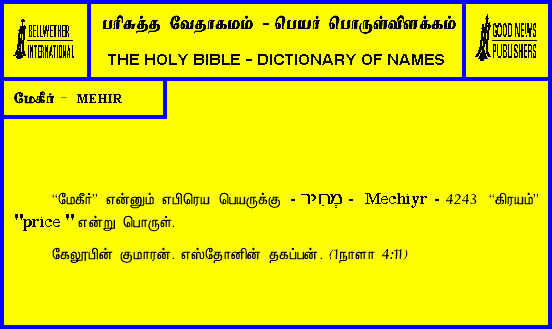 BELLWETHER
INTERNATIONAL
பரிசுத்த வேதாகமம் - பெயர் பொருள்விளக்கம்
THE HOLY BIBLE - DICTIONARY OF NAMES
GOOD NEWS
PUBLISHERS
மேகீர் - MEHIR
“மேகீர்” என்னும் எபிரெய பெயருக்கு - מְחִיר - Mechiyr - 4243 “கிரயம்”
"price" என்று பொருள்.
கேலூபின் குமாரன். எஸ்தோனின் தகப்பன். (1நாளா 4:11)